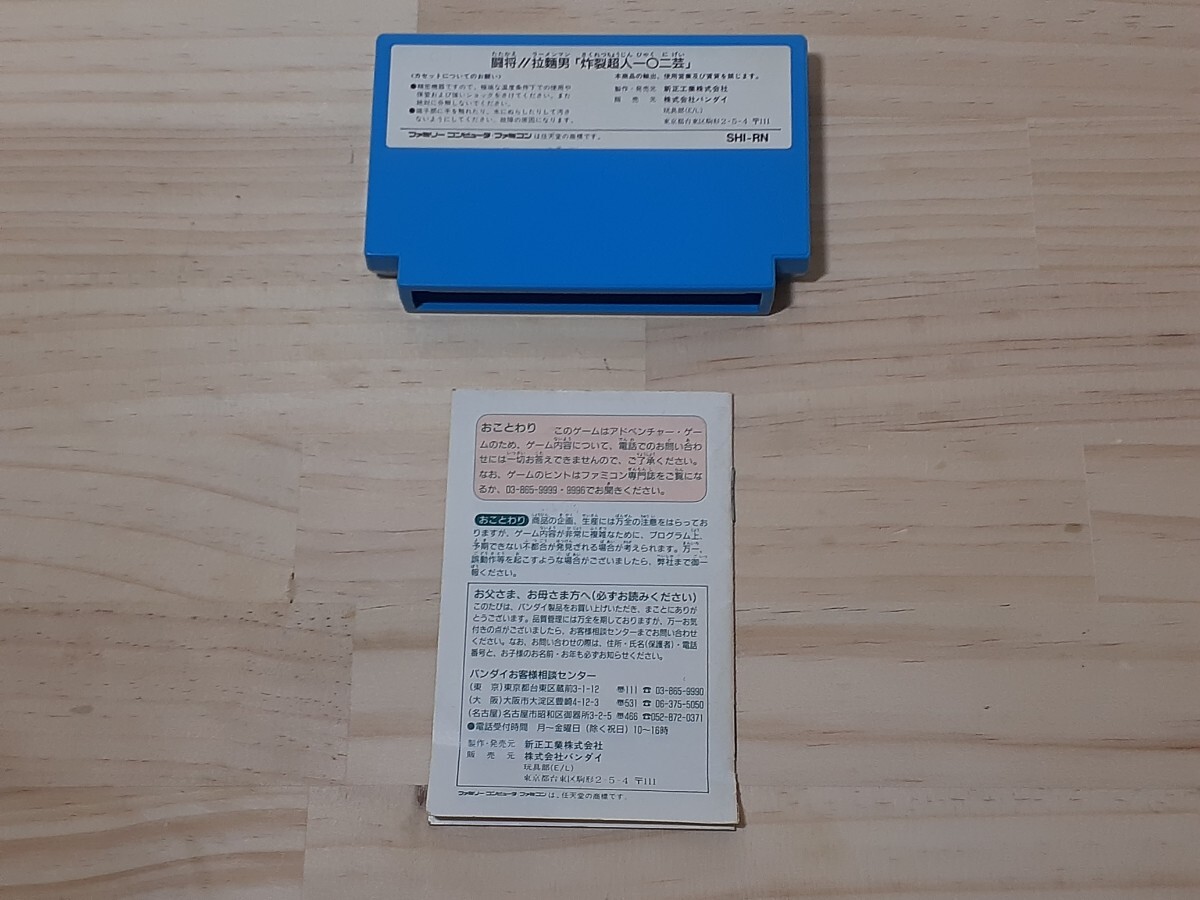 闘将//拉麵男「炸裂超人一〇二芸」
〈カセットについてのお願い〉
●精密機器ですので、極端な温度条件下での使用や
保管および強いショックをさけてください。また
絶対に分解しないでください。
●端子部に手を触れたり、水にぬらしたりして汚さ
ないようにしてください。故障の原因になります。
本商品の輸出、使用営業及び賃貸を禁じます。
製作・発売元 新正工業株式会社
販売元 株式会社バンダイ
玩具部(E/L)
東京都台東区駒形2-5-4 〒111
ファミリーコンピュータ ファミコンは任天堂の商標です。
SHI-RN
おことわり このゲームはアドベンチャー・ゲー
ムのため、ゲーム内容について、電話でのお問い合わ
せには一切お答えできませんので、ご了承ください。
なお、ゲームのヒントはファミコン専門誌をご覧にな
るか、03-865-9999・9996でお聞きください。
おことわり 商品の企画、生産には万全の注意をはらってお
りますが、ゲーム内容が非常に複雑なために、プログラム上、
予期できない不都合が発見される場合が考えられます。万一、
誤動作等を起こすような場合がございましたら、弊社まで御一
報ください。
お父さま、お母さま方へ(必ずお読みください)
このたびは、バンダイ製品をお買い上げいただき、まことにありが
とうございます。品質管理には万全を期しておりますが、万一お気
付きの点がございましたら、お客様相談センターまでお問い合わせ
ください。なお、お問い合わせの際は、住所・氏名(保護者)・電話
番号と、お子様のお名前・お年も必ずお知らせください。
バンダイお客様相談センター
(東 京)東京都台東区蔵前3-1-12 〠111 ☎03-865-9990
(大 阪)大阪市大淀区豊崎4-12-3 〠531 ☎06-375-5050
(名古屋)名古屋市昭和区御器所3-2-5 〠466 ☎052-872-0371
●電話受付時間 月〜金曜日(除く祝日)10〜16時
製作・発売元 新正工業株式会社
販売元 株式会社バンダイ
玩具部(E/L)
東京都台東区駒形2-5-4 〒111
ファミリーコンピュータ ファミコンは、任天堂の商標です。